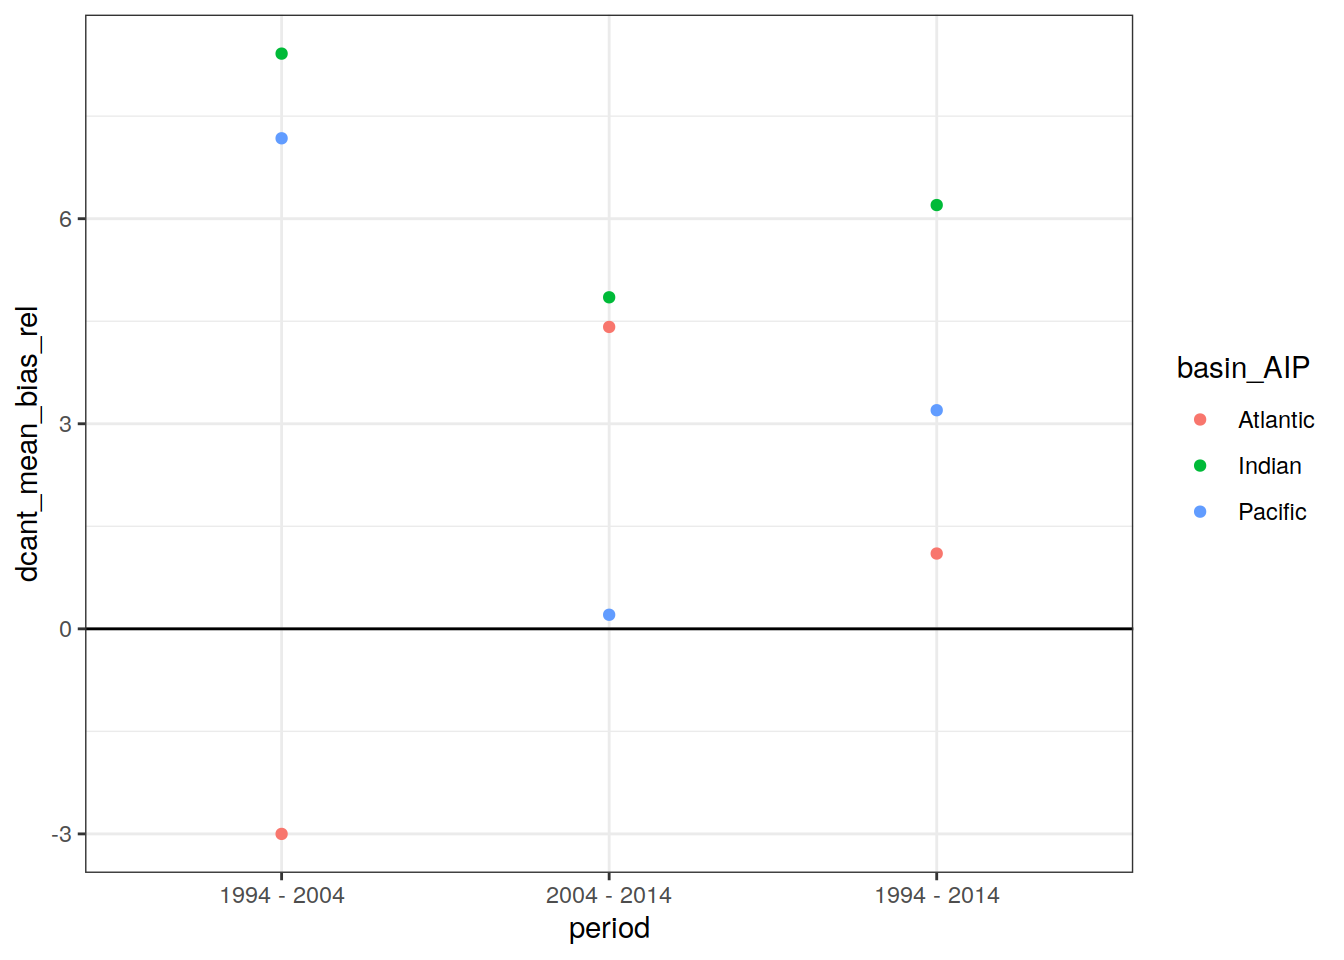 dcant_mean_bias_rel
6
3
0
-3
1994 - 2004
2004 - 2014
1994 - 2014
period
basin_AIP
Atlantic
Indian
Pacific